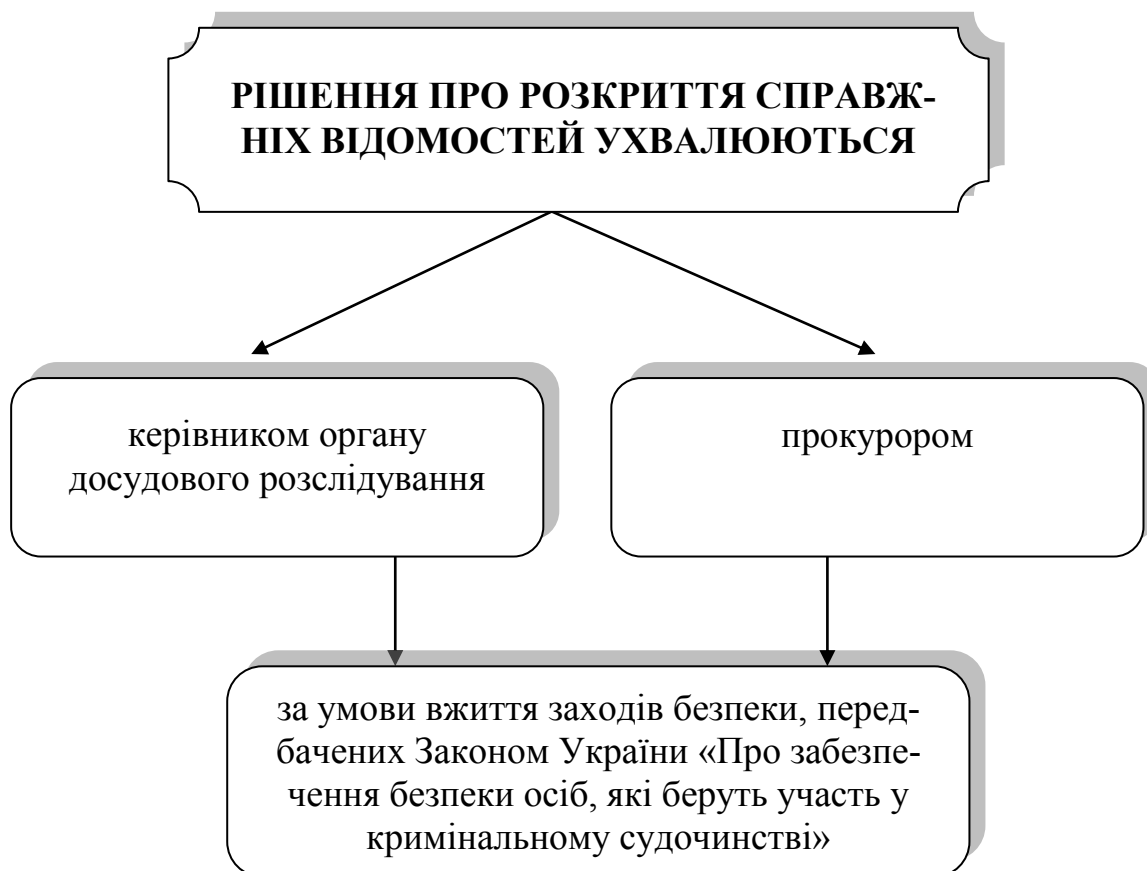 РІШЕННЯ ПРО РОЗКРИТТЯ СПРАВЖ-
НІХ ВІДОМОСТЕЙ УХВАЛЮЮТЬСЯ
керівником органу
досудового розслідування
прокурором
за умови вжиття заходів безпеки, перед-
бачених Законом України «Про забезпе-
чення безпеки осіб, які беруть участь у
кримінальному судочинстві»